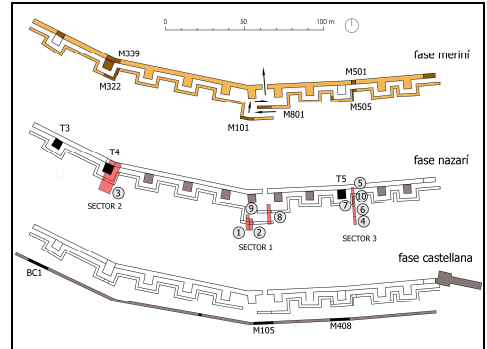 0 50 100 m
M339
fase meriní
M501
M322
M505
M801
M101
fase nazarí
T3
T4
T5
5
3
10
9
7
6
SECTOR 2
8
4
1 2
SECTOR 1
SECTOR 3
fase castellana
BC1
M105
M408